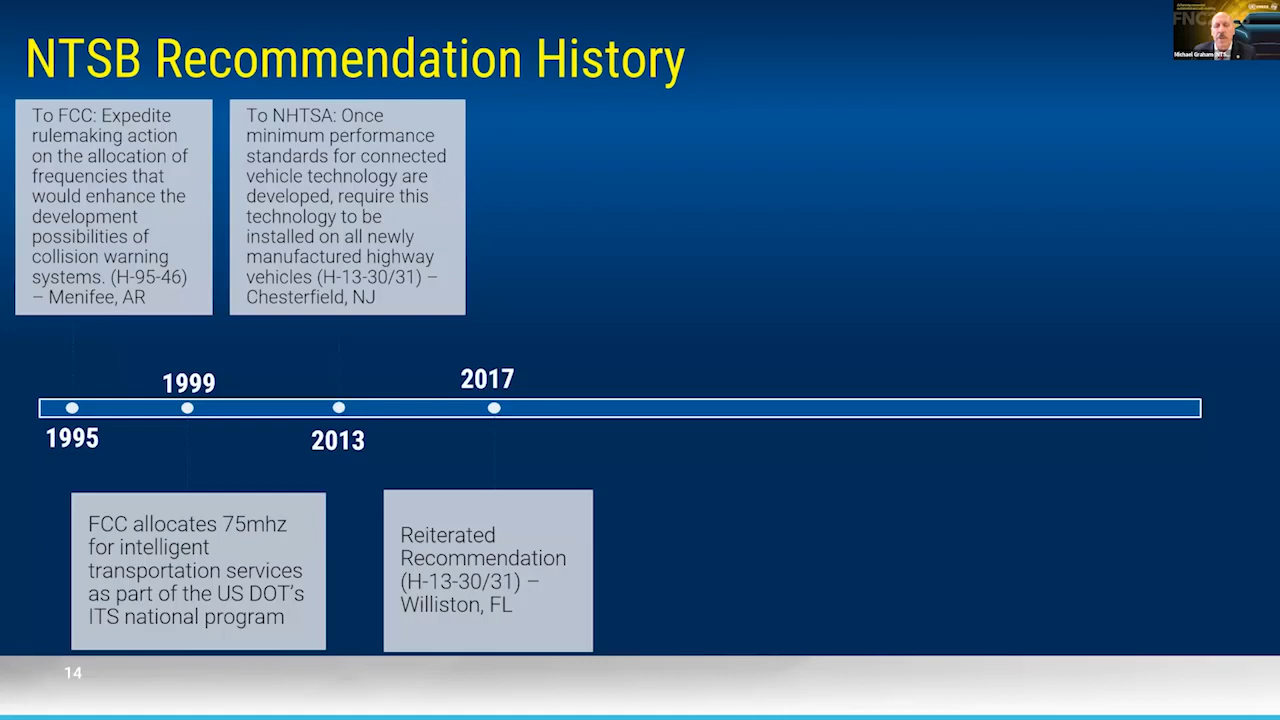 NTSB Recommendation History
To FCC: Expedite
rulemaking action
on the allocation of
frequencies that
would enhance the
development
possibilities of
collision warning
systems. (H-95-46)
– Menifee, AR
To NHTSA: Once
minimum performance
standards for connected
vehicle technology are
developed, require this
technology to be
installed on all newly
manufactured highway
vehicles (H-13-30/31) –
Chesterfield, NJ
1999
2017
1995
2013
FCC allocates 75mhz
for intelligent
transportation services
as part of the US DOT’s
ITS national program
Reiterated
Recommendation
(H-13-30/31) –
Williston, FL
14
Michael Graham